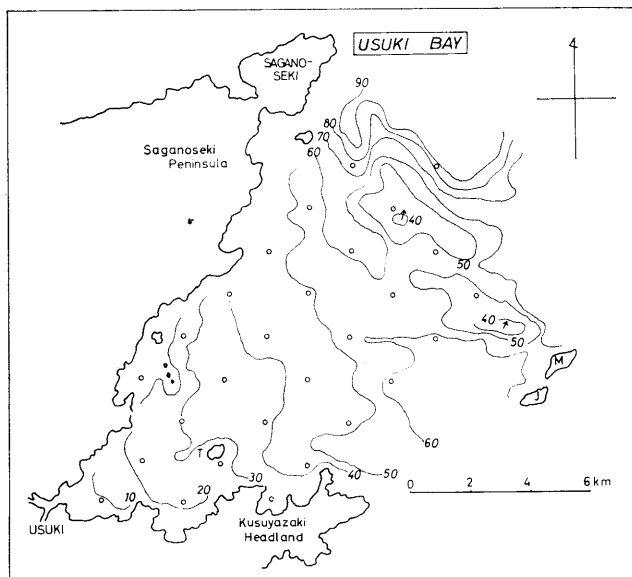 USUKI BAY
4
SAGANO-
SEKI
90
80
70
60
Saganoseki
Peninsula
40
50
40
50
M
J
60
T
50
40
30
20
10
USUKI
Kusuyazaki
Headland
0 2 4 6 km